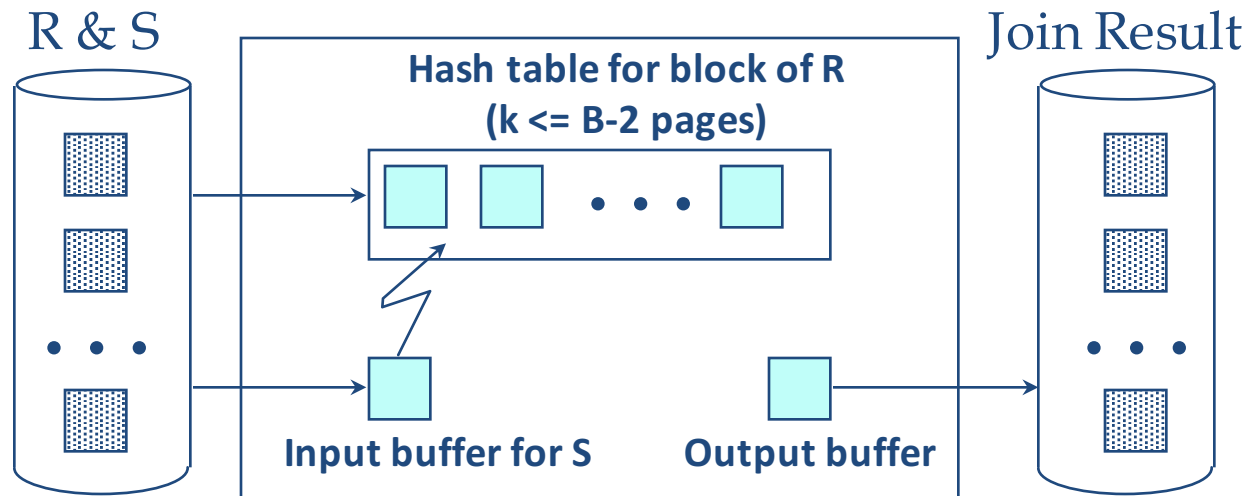 R & S
Join Result
Hash table for block of R
(k <= B-2 pages)
Input buffer for S
Output buffer